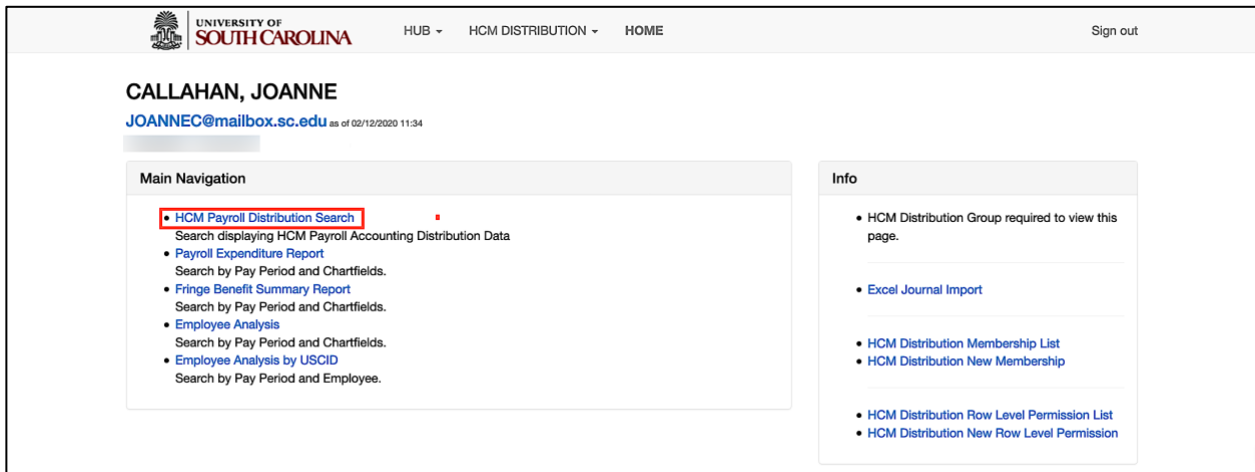 UNIVERSITY OF
SOUTH CAROLINA
HUB
HCM DISTRIBUTION
HOME
Sign out
CALLAHAN, JOANNE
JOANNEC@mailbox.sc.edu as of 02/12/2020 11:34
Main Navigation
HCM Payroll Distribution Search
Search displaying HCM Payroll Accounting Distribution Data
Payroll Expenditure Report
Search by Pay Period and Chartfields.
Fringe Benefit Summary Report
Search by Pay Period and Chartfields.
Employee Analysis
Search by Pay Period and Chartfields.
Employee Analysis by USCID
Search by Pay Period and Employee.
Info
HCM Distribution Group required to view this
page.
Excel Journal Import
HCM Distribution Membership List
HCM Distribution New Membership
HCM Distribution Row Level Permission List
HCM Distribution New Row Level Permission